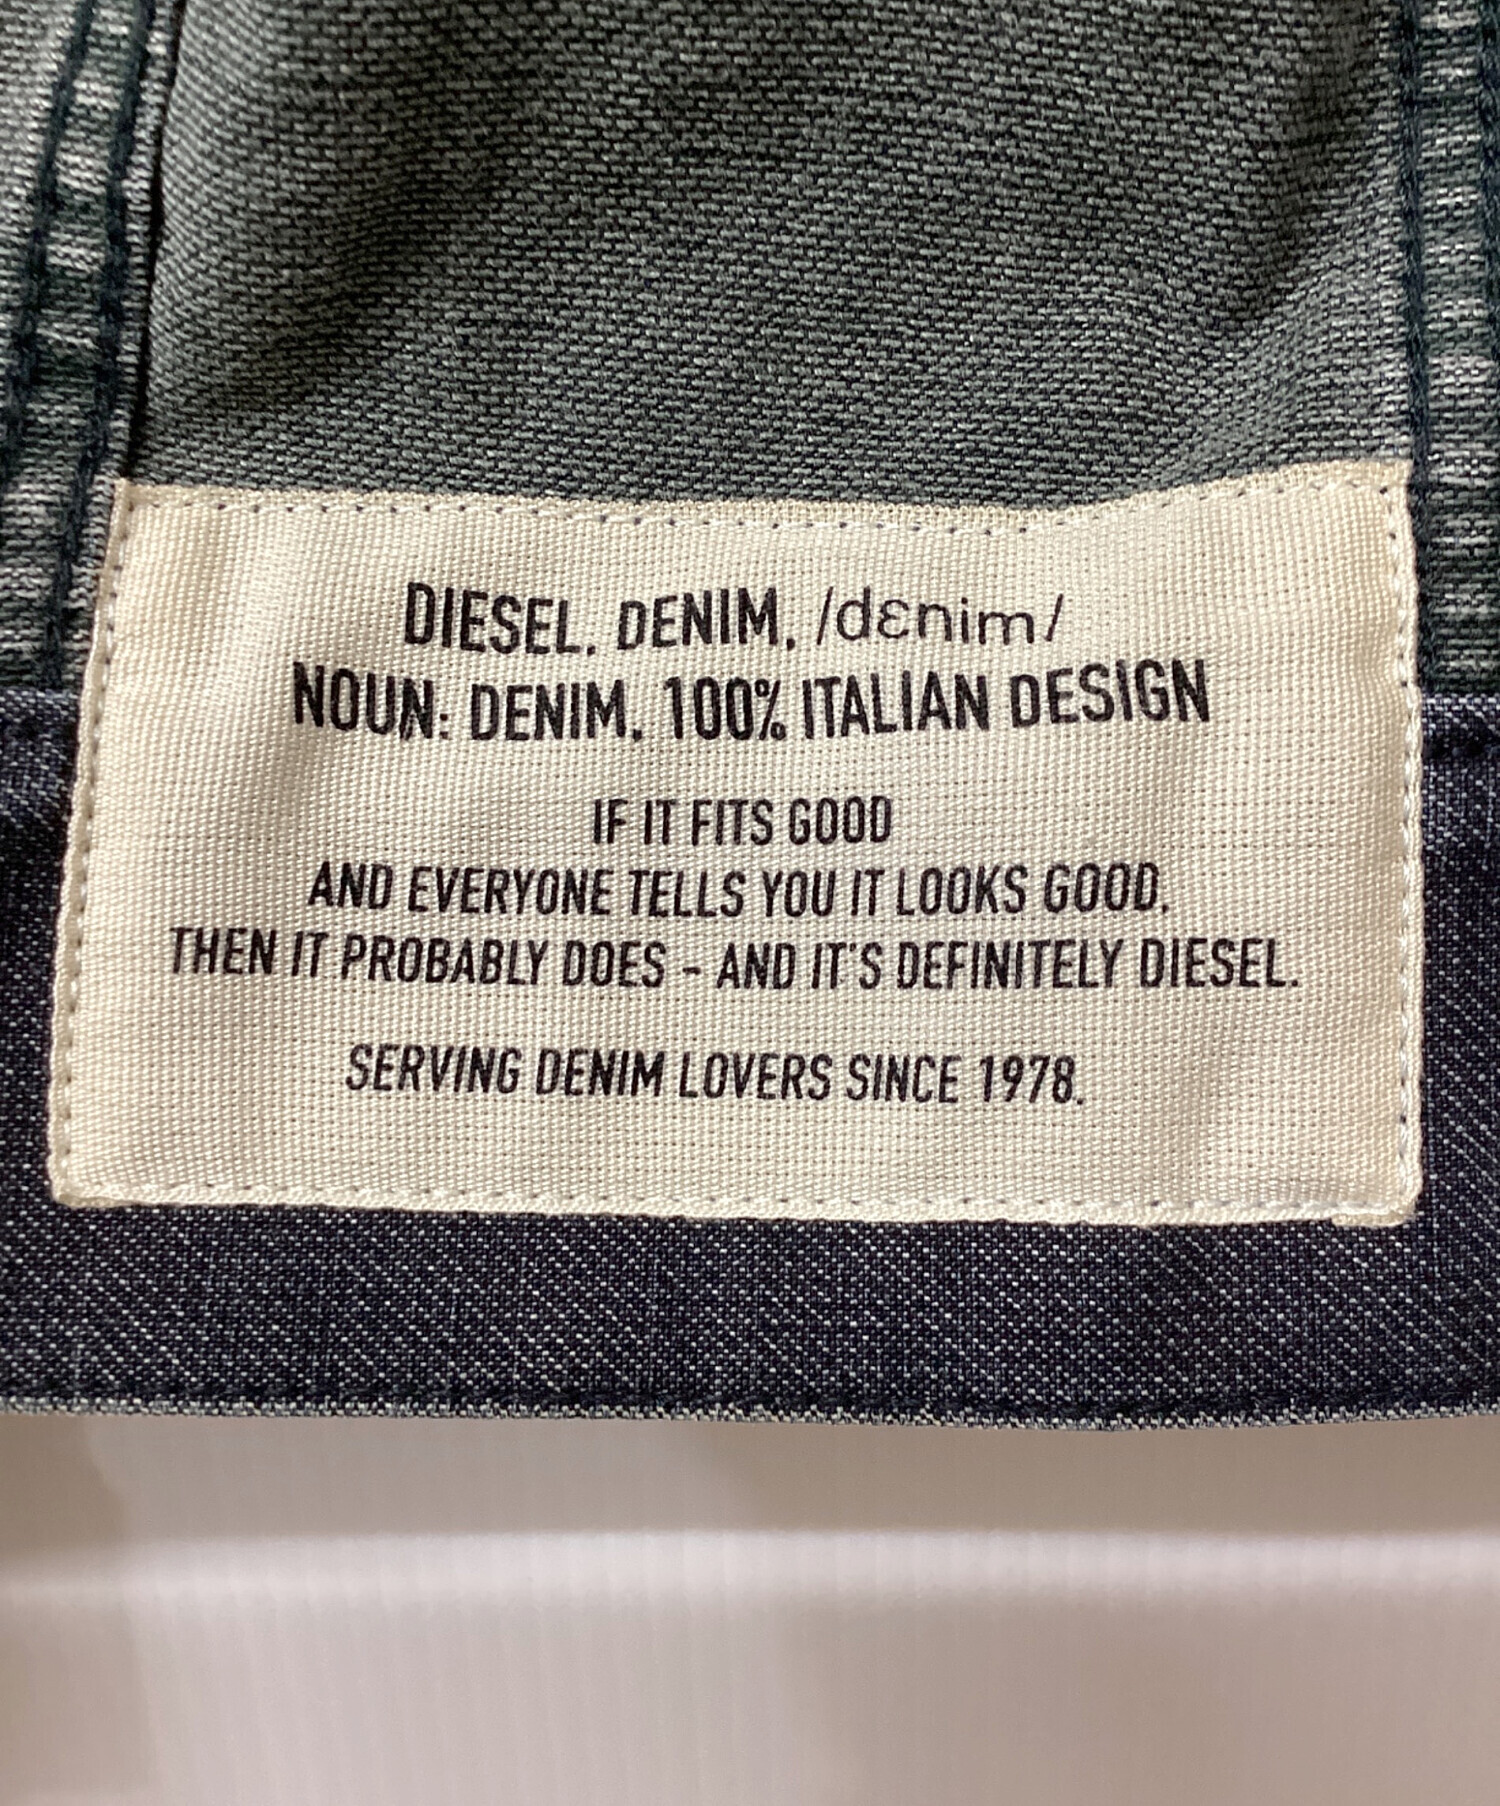 DIESEL. DENIM. /dɛnim/
NOUN: DENIM. 100% ITALIAN DESIGN
IF IT FITS GOOD
AND EVERYONE TELLS YOU IT LOOKS GOOD.
THEN IT PROBABLY DOES - AND IT'S DEFINITELY DIESEL.
SERVING DENIM LOVERS SINCE 1978.